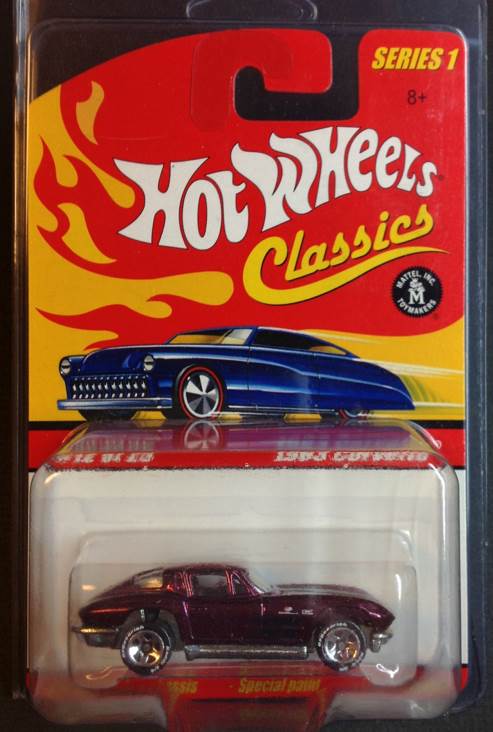 SERIES 1
8+
HOT WHEELS
Classics
MATTEL, INC.
M
TOYMAKERS
Special paint